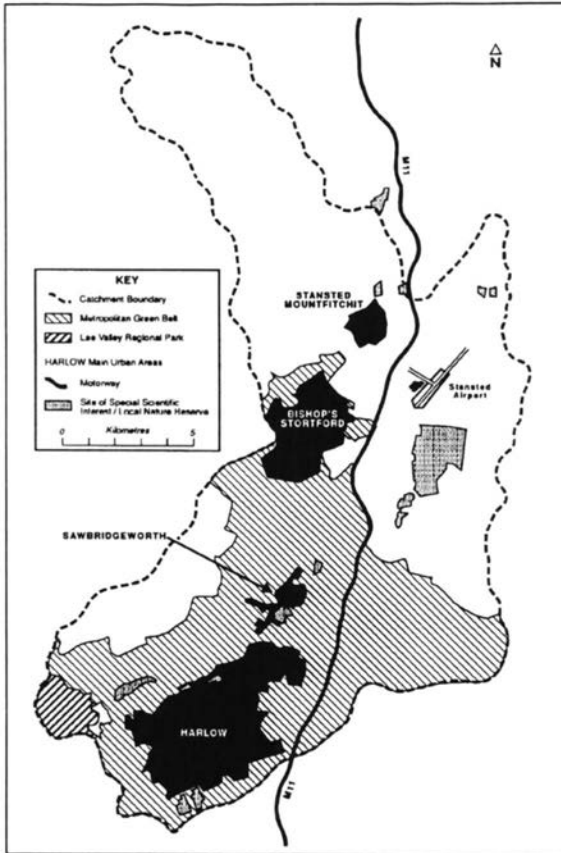 N
M11
STANSTED
MOUNTFITCHIT
KEY
Catchment Boundary
Metropolitan Green Belt
Lee Valley Regional Park
HARLOW Main Urban Areas
Motorway
Site of Special Scientific
Interest / Local Nature Reserve
Kilometres
0 5
Stansted
Airport
BISHOP'S
STORTFORD
SAWBRIDGEWORTH
HARLOW
M11